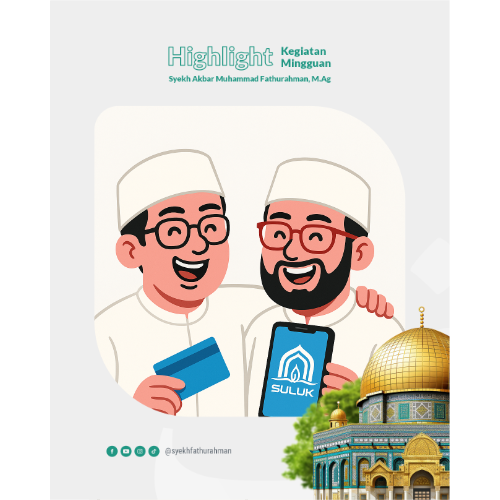 Highlight
Kegiatan
Mingguan
Syekh Akbar Muhammad Fathurahman, M.Ag
SULUK
@syekhfathurahman